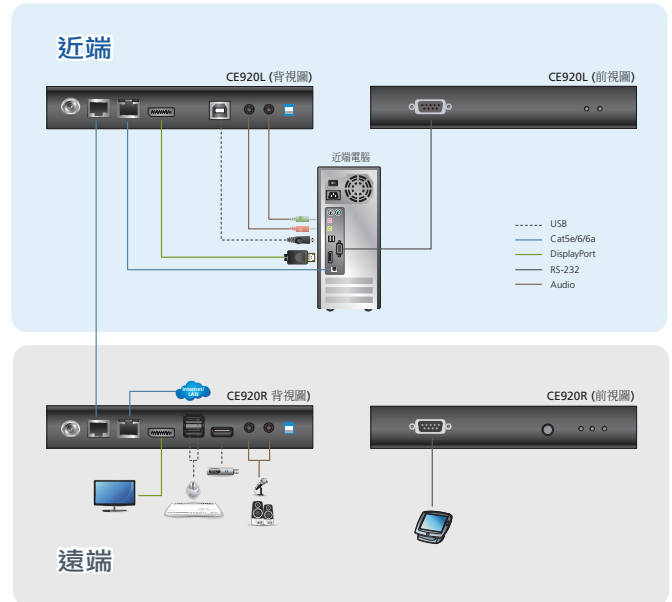 近端
CE920L (背視圖)
CE920L (前視圖)
近端電腦
USB
Cat5e/6/6a
DisplayPort
RS-232
Audio
Internet/
LAN
CE920R 背視圖)
CE920R (前視圖)
遠端